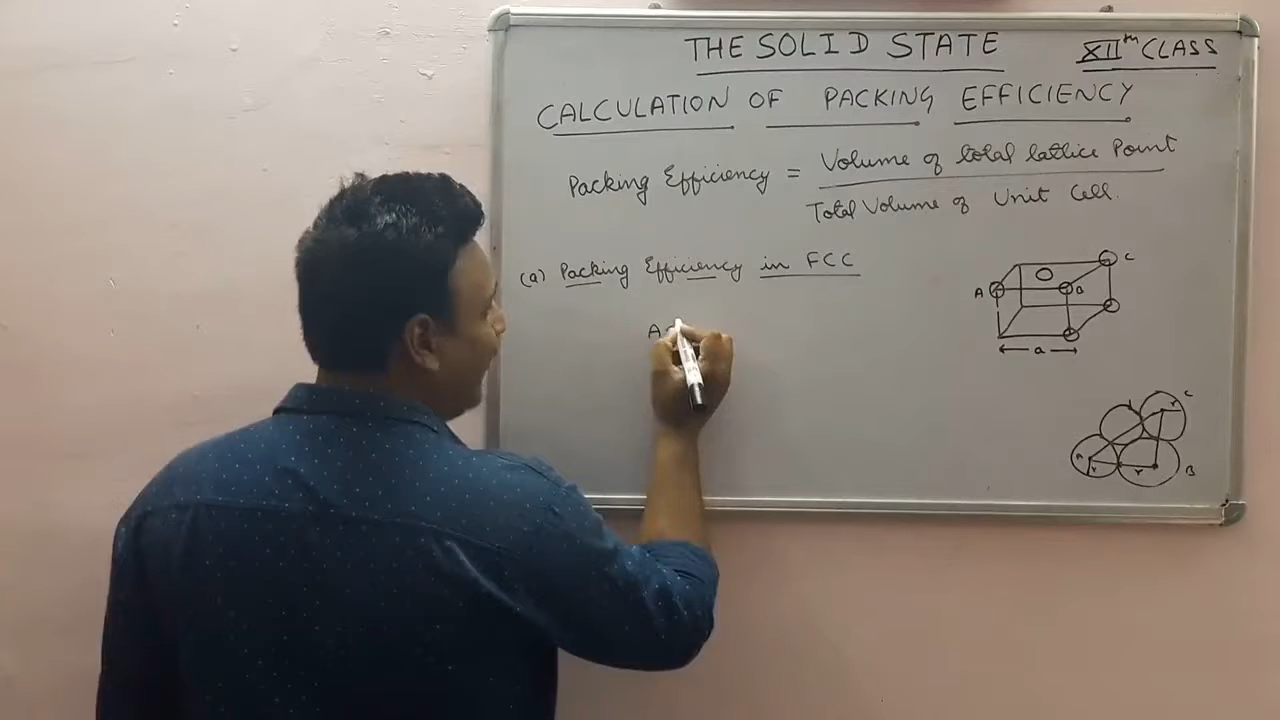 THE SOLID STATE
XIIth CLASS
CALCULATION OF PACKING EFFICIENCY
Packing Efficiency = Volume of total lattice Point
Total Volume of Unit Cell.
(a) Packing Efficiency in FCC
C
A
B
a
A
C
A
r
r
r
B